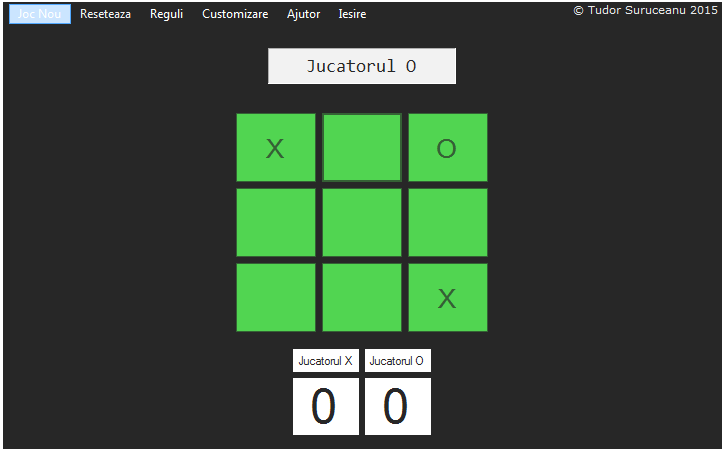 Joc Nou Reseteaza Reguli Customizare Ajutor Iesire © Tudor Suruceanu 2015
Jucatorul O
X O
X
Jucatorul X Jucatorul O
0 0